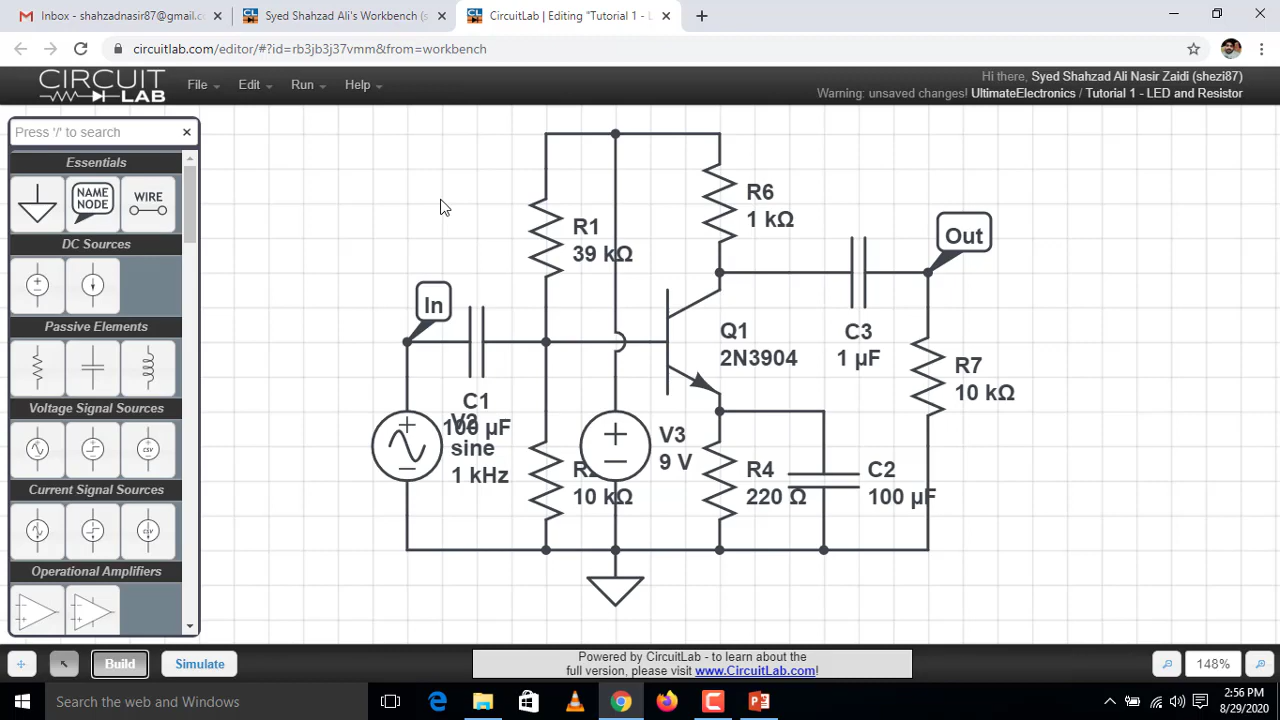 Inbox - shahzadnasir87@gmail.c
Syed Shahzad Ali's Workbench (s
CircuitLab | Editing "Tutorial 1 - L
circuitlab.com/editor/#?id=rb3jb3j37vmm&from=workbench
CIRCUIT
LAB
File
Edit
Run
Help
Hi there, Syed Shahzad Ali Nasir Zaidi (shezi87)
Warning: unsaved changes! UltimateElectronics / Tutorial 1 - LED and Resistor
Press '/' to search
Essentials
NAME
NODE
WIRE
DC Sources
Passive Elements
Voltage Signal Sources
CSV
Current Signal Sources
CSV
Operational Amplifiers
R1
39 kΩ
R6
1 kΩ
Out
In
Q1
2N3904
C3
1 µF
R7
10 kΩ
C1
100 µF
V2
sine
1 kHz
V3
9 V
R2
10 kΩ
R4
220 Ω
C2
100 µF
Build
Simulate
Powered by CircuitLab - to learn about the
full version, please visit www.CircuitLab.com!
148%
Search the web and Windows
2:56 PM
8/29/2020